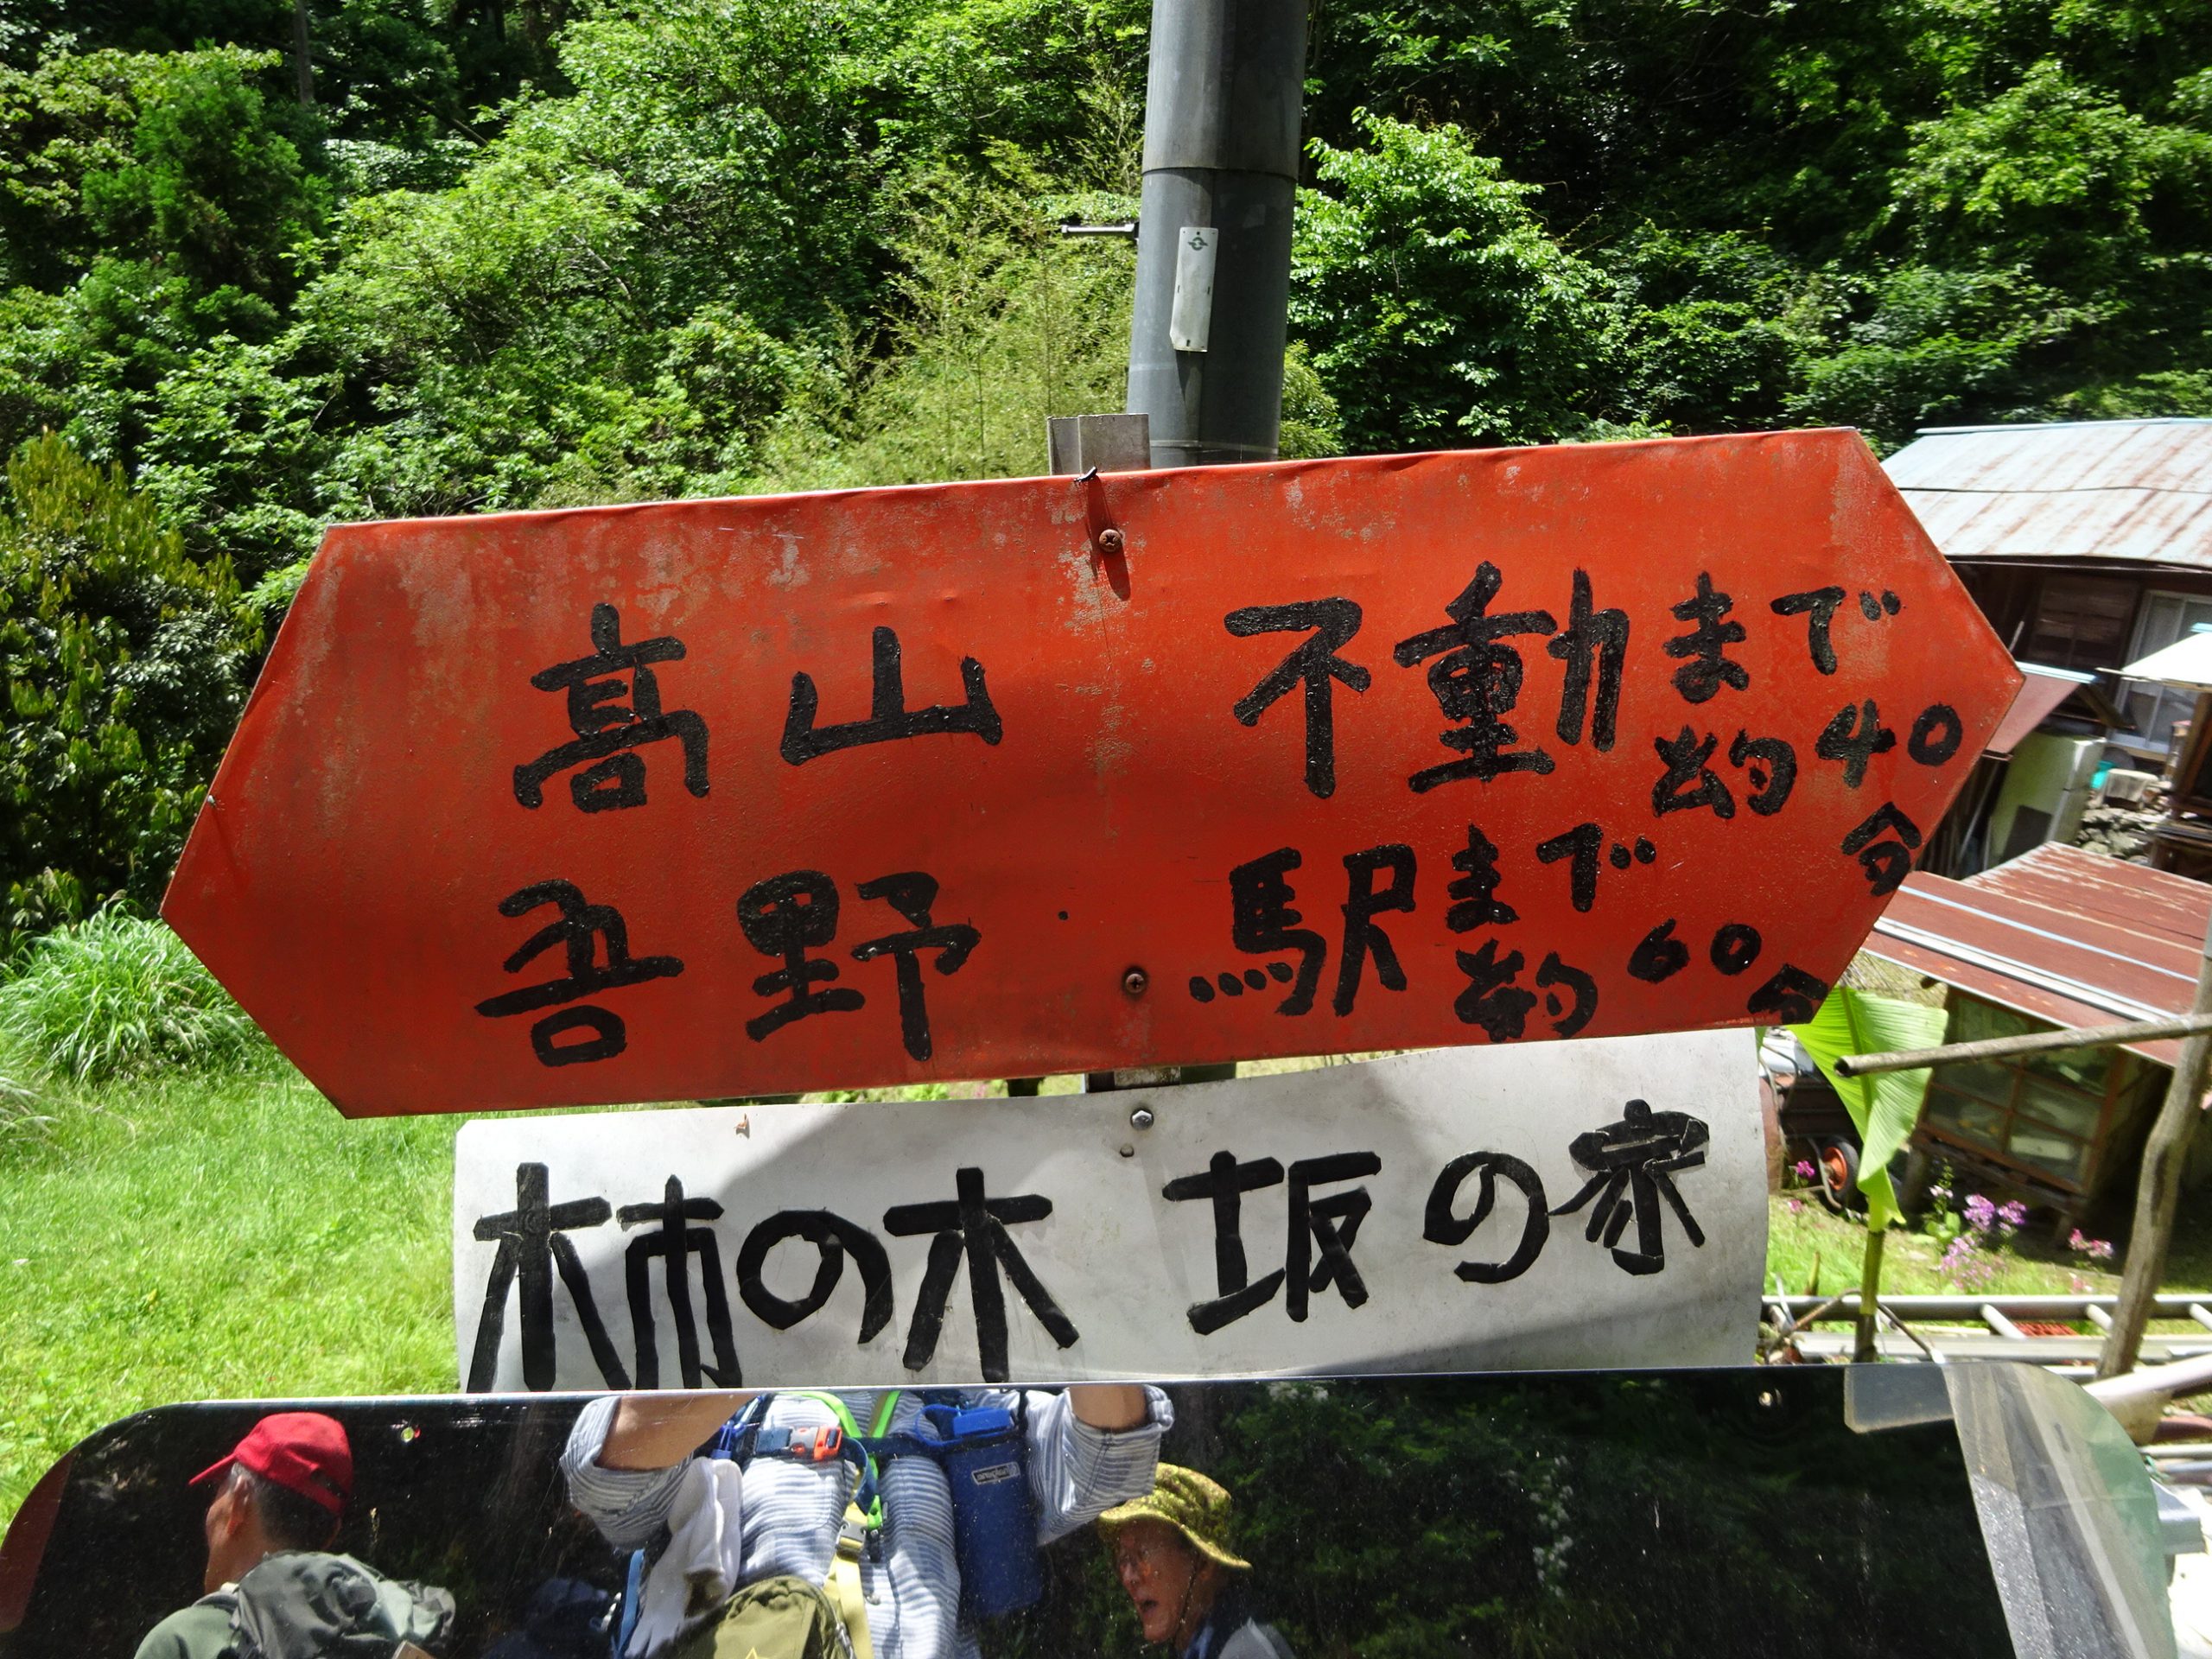 高山 不動まで約40分
吾野 駅まで約60分
柿の木 坂の家